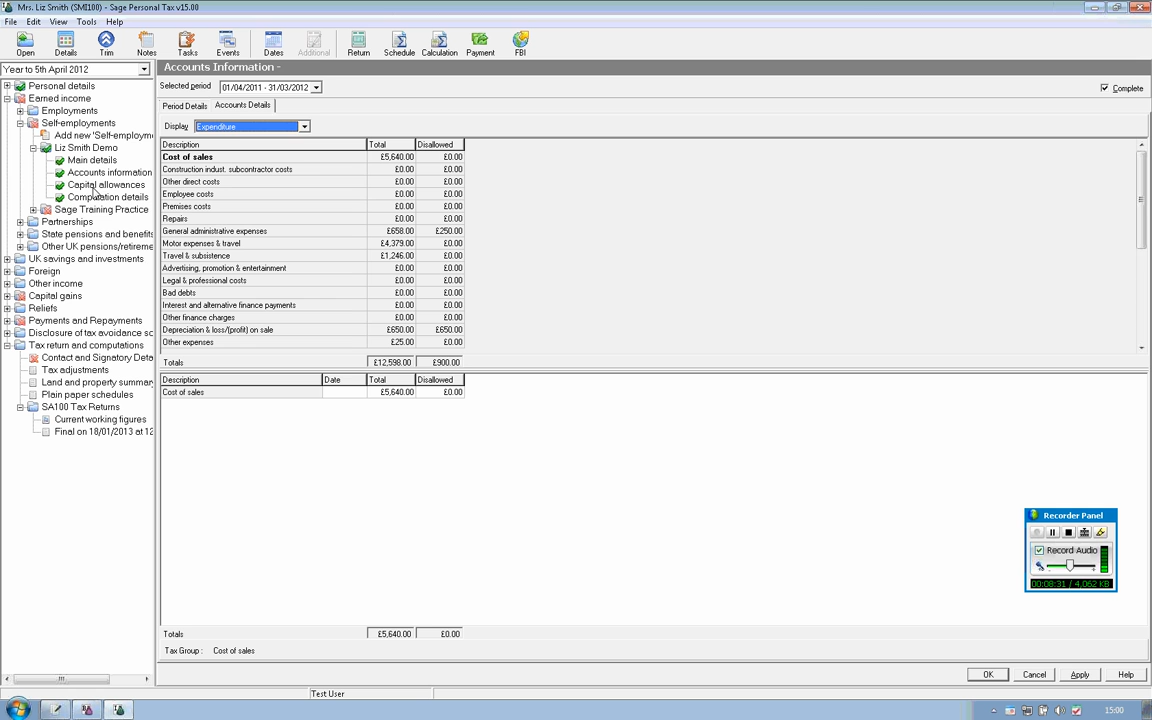 Mrs. Liz Smith (SMI100) - Sage Personal Tax v15.00
File Edit View Tools Help
Open Details Trim Notes Tasks Events Dates Additional Return Schedule Calculation Payment FBI
Year to 5th April 2012
Personal details
Earned income
Employments
Self-employments
Add new 'Self-employm
Liz Smith Demo
Main details
Accounts information
Capital allowances
Computation details
Sage Training Practice
Partnerships
State pensions and benefits
Other UK pensions/retireme
UK savings and investments
Foreign
Other income
Capital gains
Reliefs
Payments and Repayments
Disclosure of tax avoidance sc
Tax return and computations
Contact and Signatory Deta
Tax adjustments
Land and property summary
Plain paper schedules
SA100 Tax Returns
Current working figures
Final on 18/01/2013 at 12
Accounts Information -
Selected period 01/04/2011 - 31/03/2012
Complete
Period Details Accounts Details
Display Expenditure
Description Total Disallowed
Cost of sales £5,640.00 £0.00
Construction indust. subcontractor costs £0.00 £0.00
Other direct costs £0.00 £0.00
Employee costs £0.00 £0.00
Premises costs £0.00 £0.00
Repairs £0.00 £0.00
General administrative expenses £658.00 £250.00
Motor expenses & travel £4,379.00 £0.00
Travel & subsistence £1,246.00 £0.00
Advertising, promotion & entertainment £0.00 £0.00
Legal & professional costs £0.00 £0.00
Bad debts £0.00 £0.00
Interest and alternative finance payments £0.00 £0.00
Other finance charges £0.00 £0.00
Depreciation & loss/(profit) on sale £650.00 £650.00
Other expenses £25.00 £0.00
Totals £12,598.00 £900.00
Description Date Total Disallowed
Cost of sales £5,640.00 £0.00
Recorder Panel
Record Audio
00:08:31 / 4,062 KB
Totals £5,640.00 £0.00
Tax Group : Cost of sales
OK Cancel Apply Help
Test User
15:00